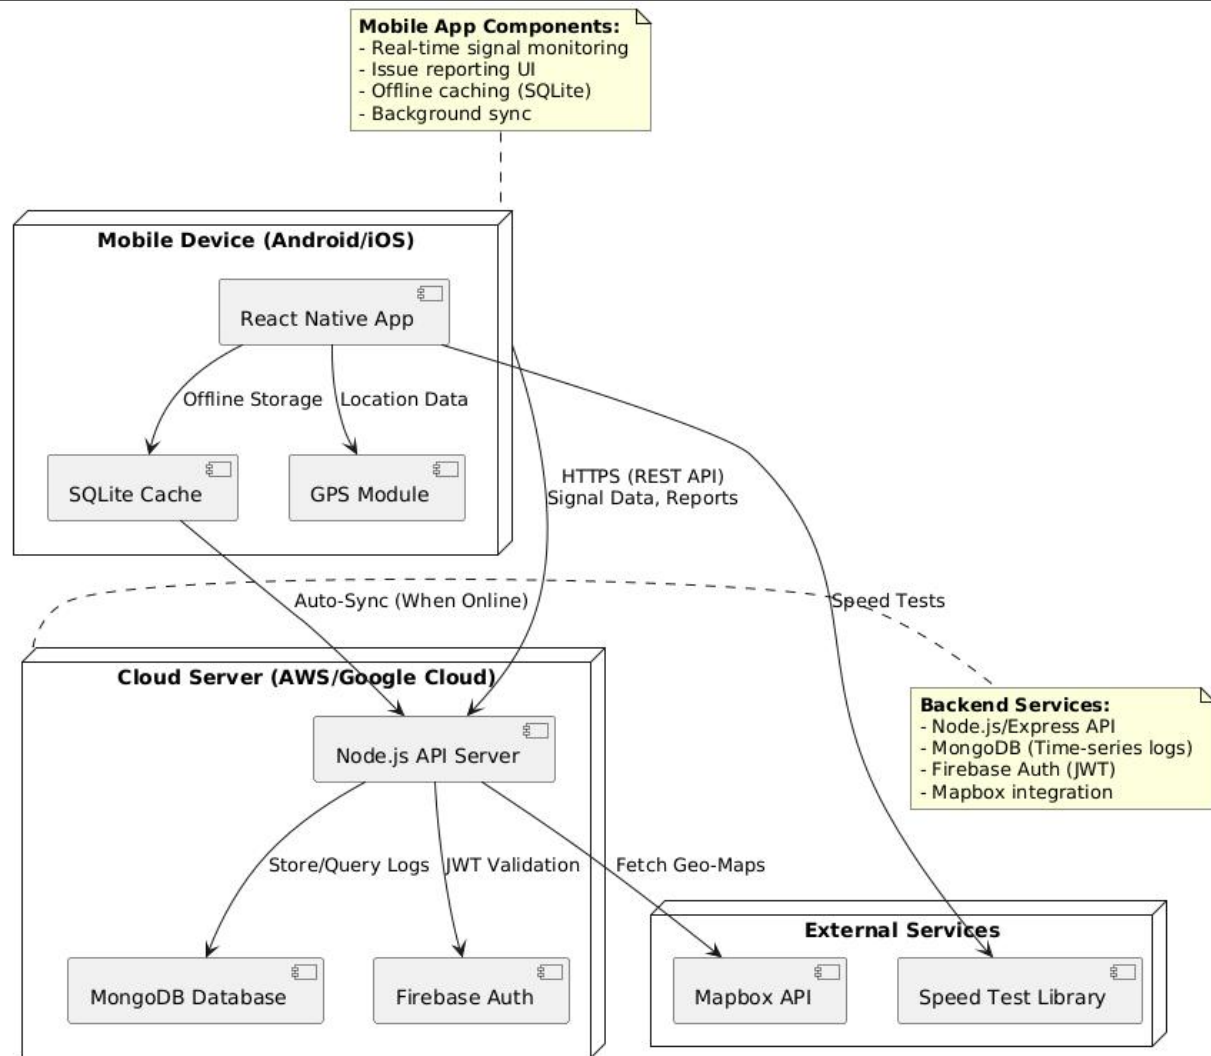 Mobile App Components:
- Real-time signal monitoring
- Issue reporting UI
- Offline caching (SQLite)
- Background sync
Mobile Device (Android/iOS)
React Native App
Offline Storage
Location Data
HTTPS (REST API)
Signal Data, Reports
SQLite Cache
GPS Module
Auto-Sync (When Online)
Speed Tests
Cloud Server (AWS/Google Cloud)
Backend Services:
- Node.js/Express API
- MongoDB (Time-series logs)
- Firebase Auth (JWT)
- Mapbox integration
Node.js API Server
Store/Query Logs
JWT Validation
Fetch Geo-Maps
External Services
MongoDB Database
Firebase Auth
Mapbox API
Speed Test Library